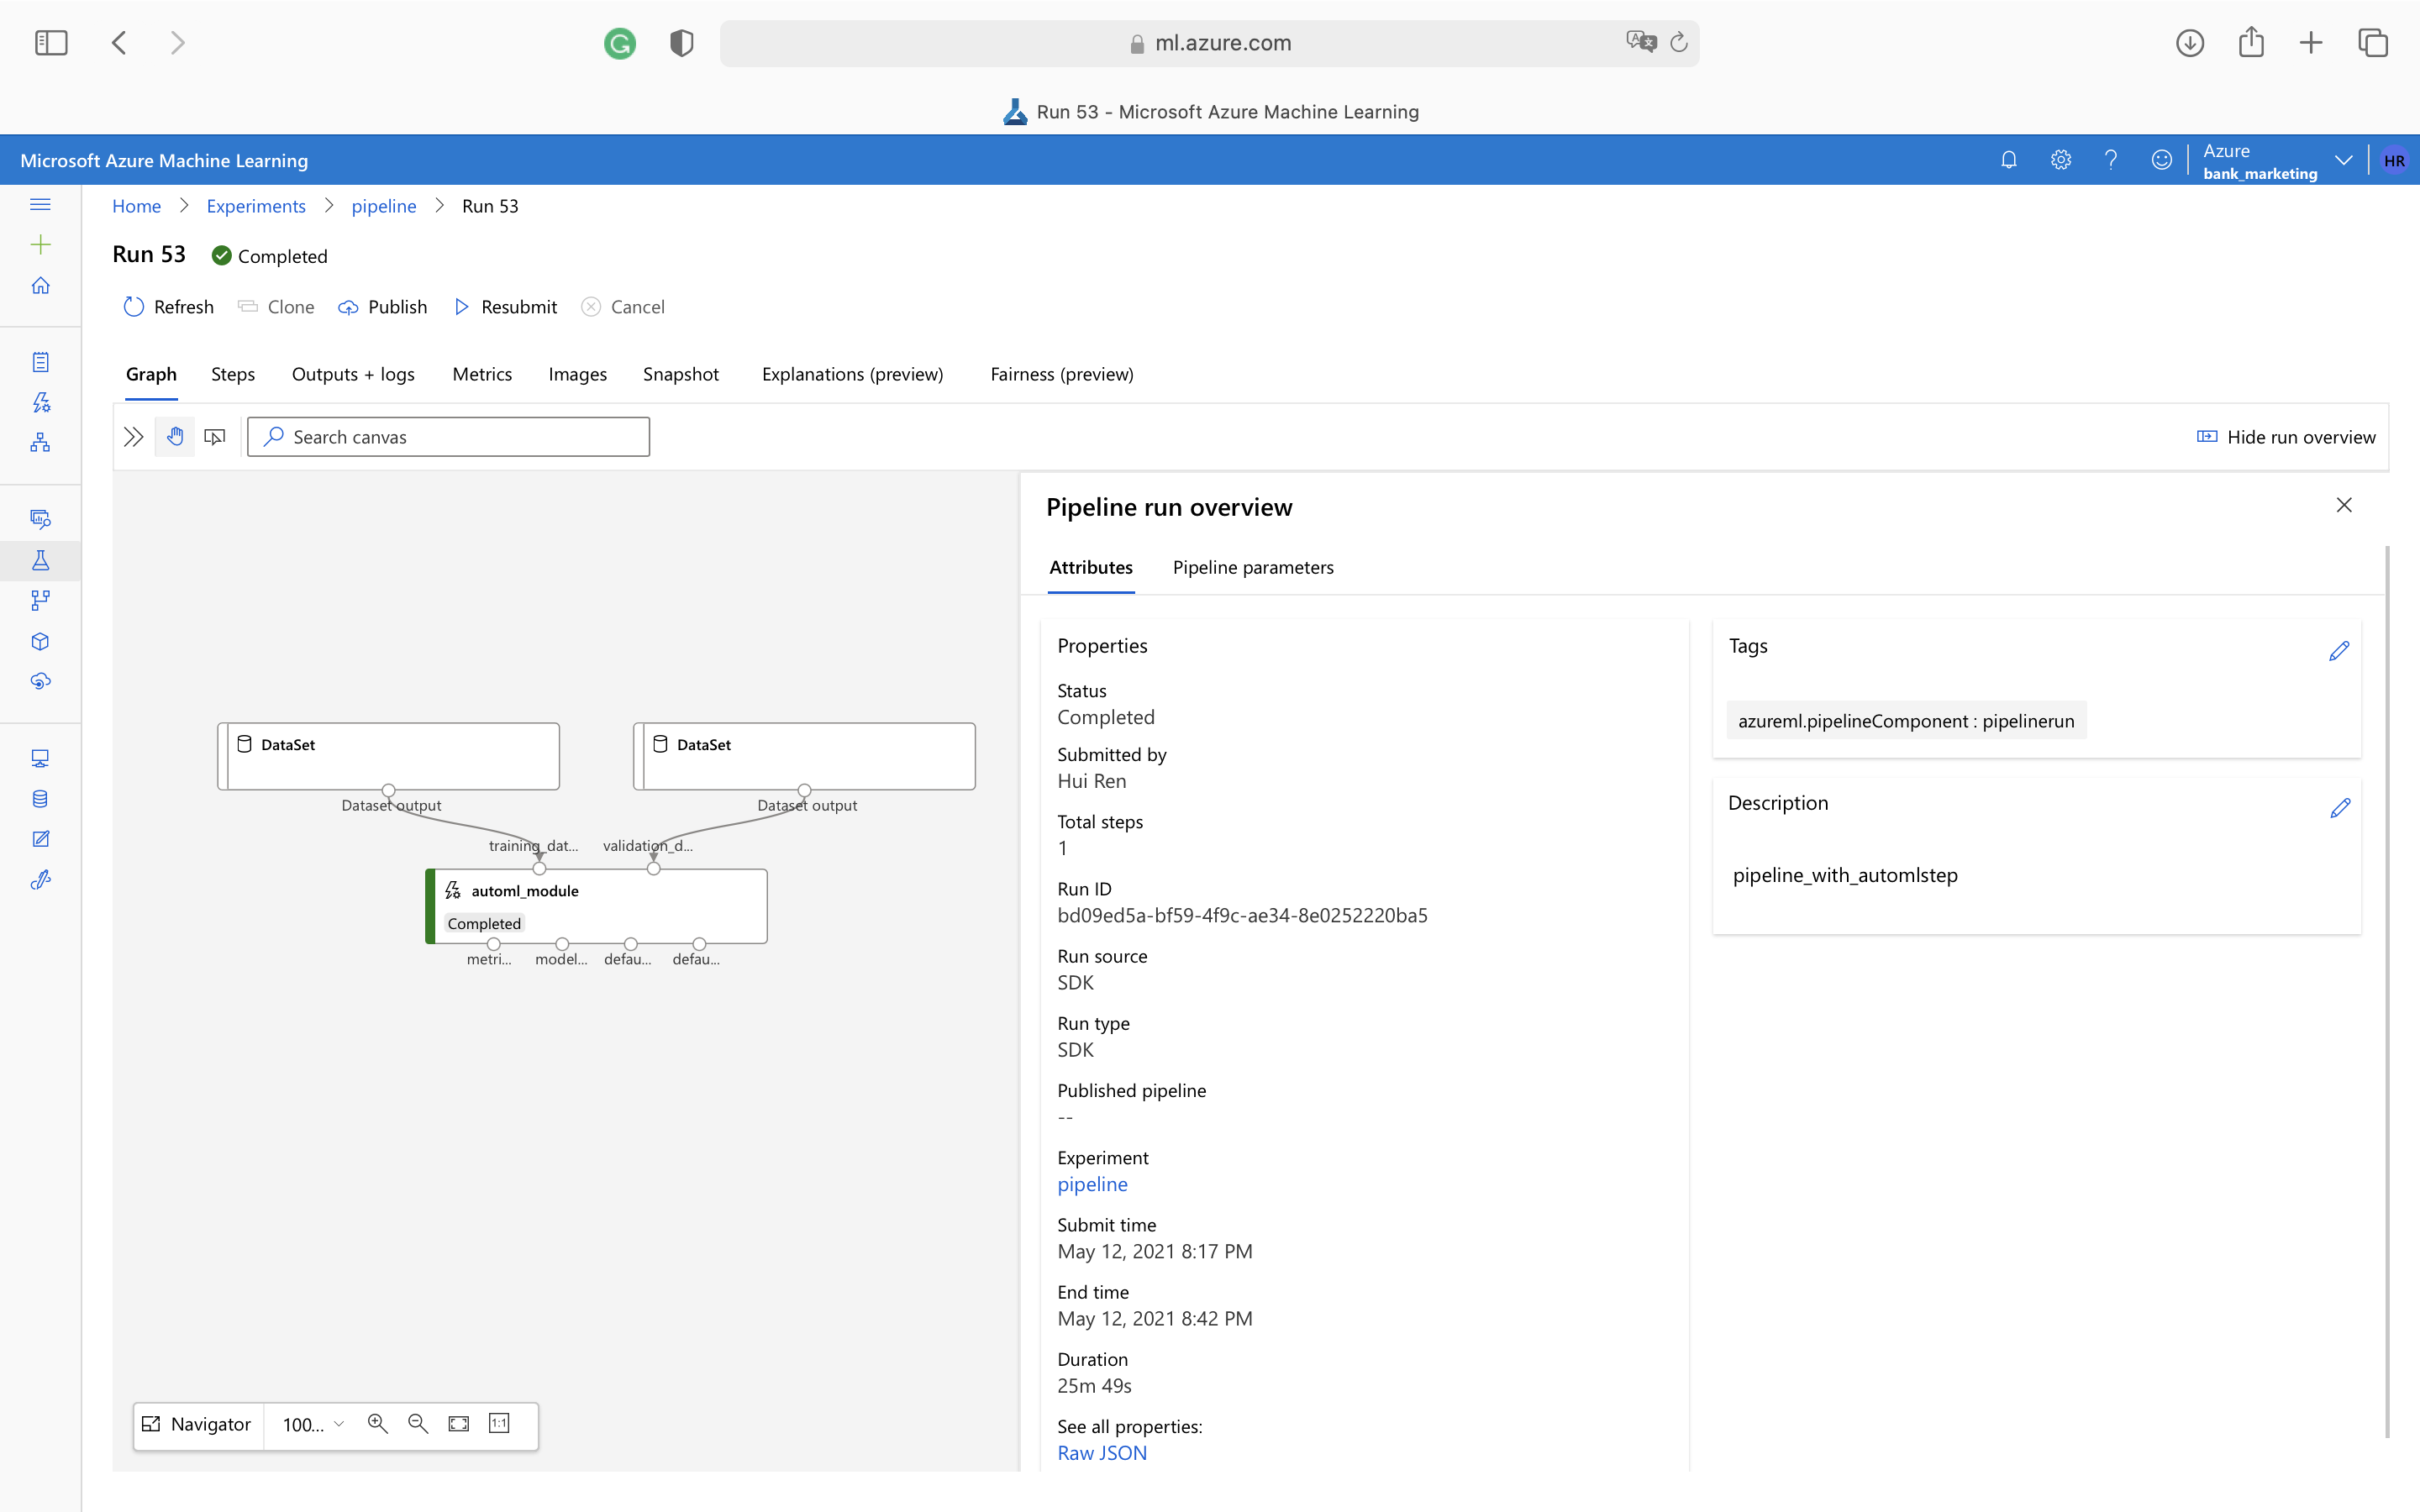 ml.azure.com
Run 53 - Microsoft Azure Machine Learning
Microsoft Azure Machine Learning
Azure
bank_marketing
HR
Home > Experiments > pipeline > Run 53
Run 53 Completed
Refresh Clone Publish Resubmit Cancel
Graph Steps Outputs + logs Metrics Images Snapshot Explanations (preview) Fairness (preview)
Search canvas
Hide run overview
DataSet
DataSet
Dataset output
Dataset output
training_dat...
validation_d...
automl_module
Completed
metri... model... defau... defau...
Navigator 100... 1:1
Pipeline run overview
Attributes Pipeline parameters
Properties
Status
Completed
Submitted by
Hui Ren
Total steps
1
Run ID
bd09ed5a-bf59-4f9c-ae34-8e0252220ba5
Run source
SDK
Run type
SDK
Published pipeline
--
Experiment
pipeline
Submit time
May 12, 2021 8:17 PM
End time
May 12, 2021 8:42 PM
Duration
25m 49s
See all properties:
Raw JSON
Tags
azureml.pipelineComponent : pipelinerun
Description
pipeline_with_automlstep